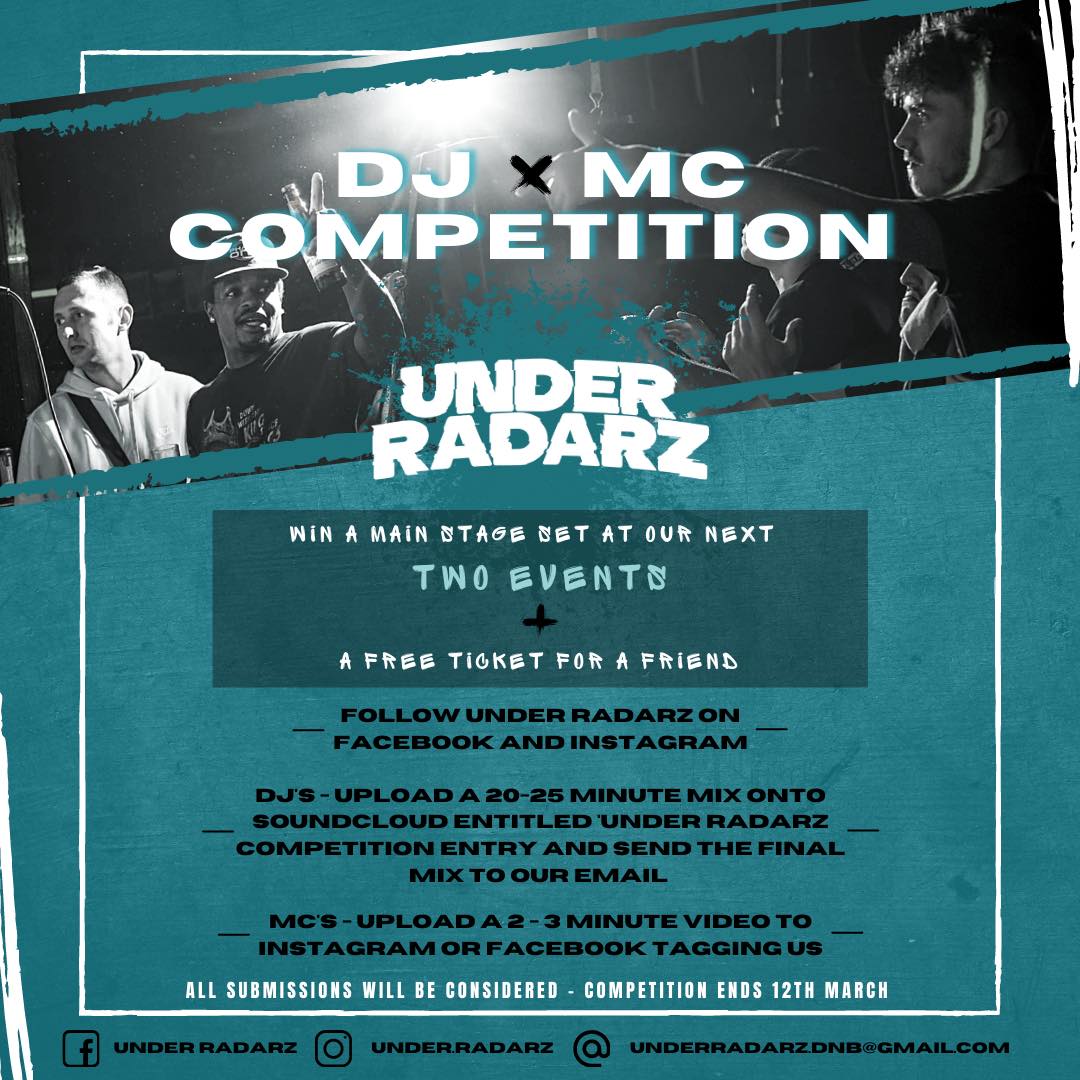 DJ x MC
COMPETITION
UNDER
RADARZ
WIN A MAIN STAGE SET AT OUR NEXT
TWO EVENTS
+
A FREE TICKET FOR A FRIEND
FOLLOW UNDER RADARZ ON
FACEBOOK AND INSTAGRAM
DJ'S - UPLOAD A 20-25 MINUTE MIX ONTO
SOUNDCLOUD ENTITLED 'UNDER RADARZ
COMPETITION ENTRY AND SEND THE FINAL
MIX TO OUR EMAIL
MC'S - UPLOAD A 2 - 3 MINUTE VIDEO TO
INSTAGRAM OR FACEBOOK TAGGING US
ALL SUBMISSIONS WILL BE CONSIDERED - COMPETITION ENDS 12TH MARCH
UNDER RADARZ UNDER.RADARZ UNDERRADARZ.DNB@GMAIL.COM